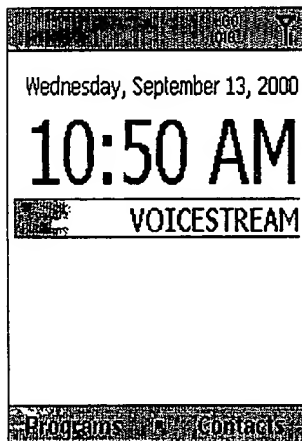 Wednesday, September 13, 2000
10:50 AM
VOICESTREAM
Programs Contacts